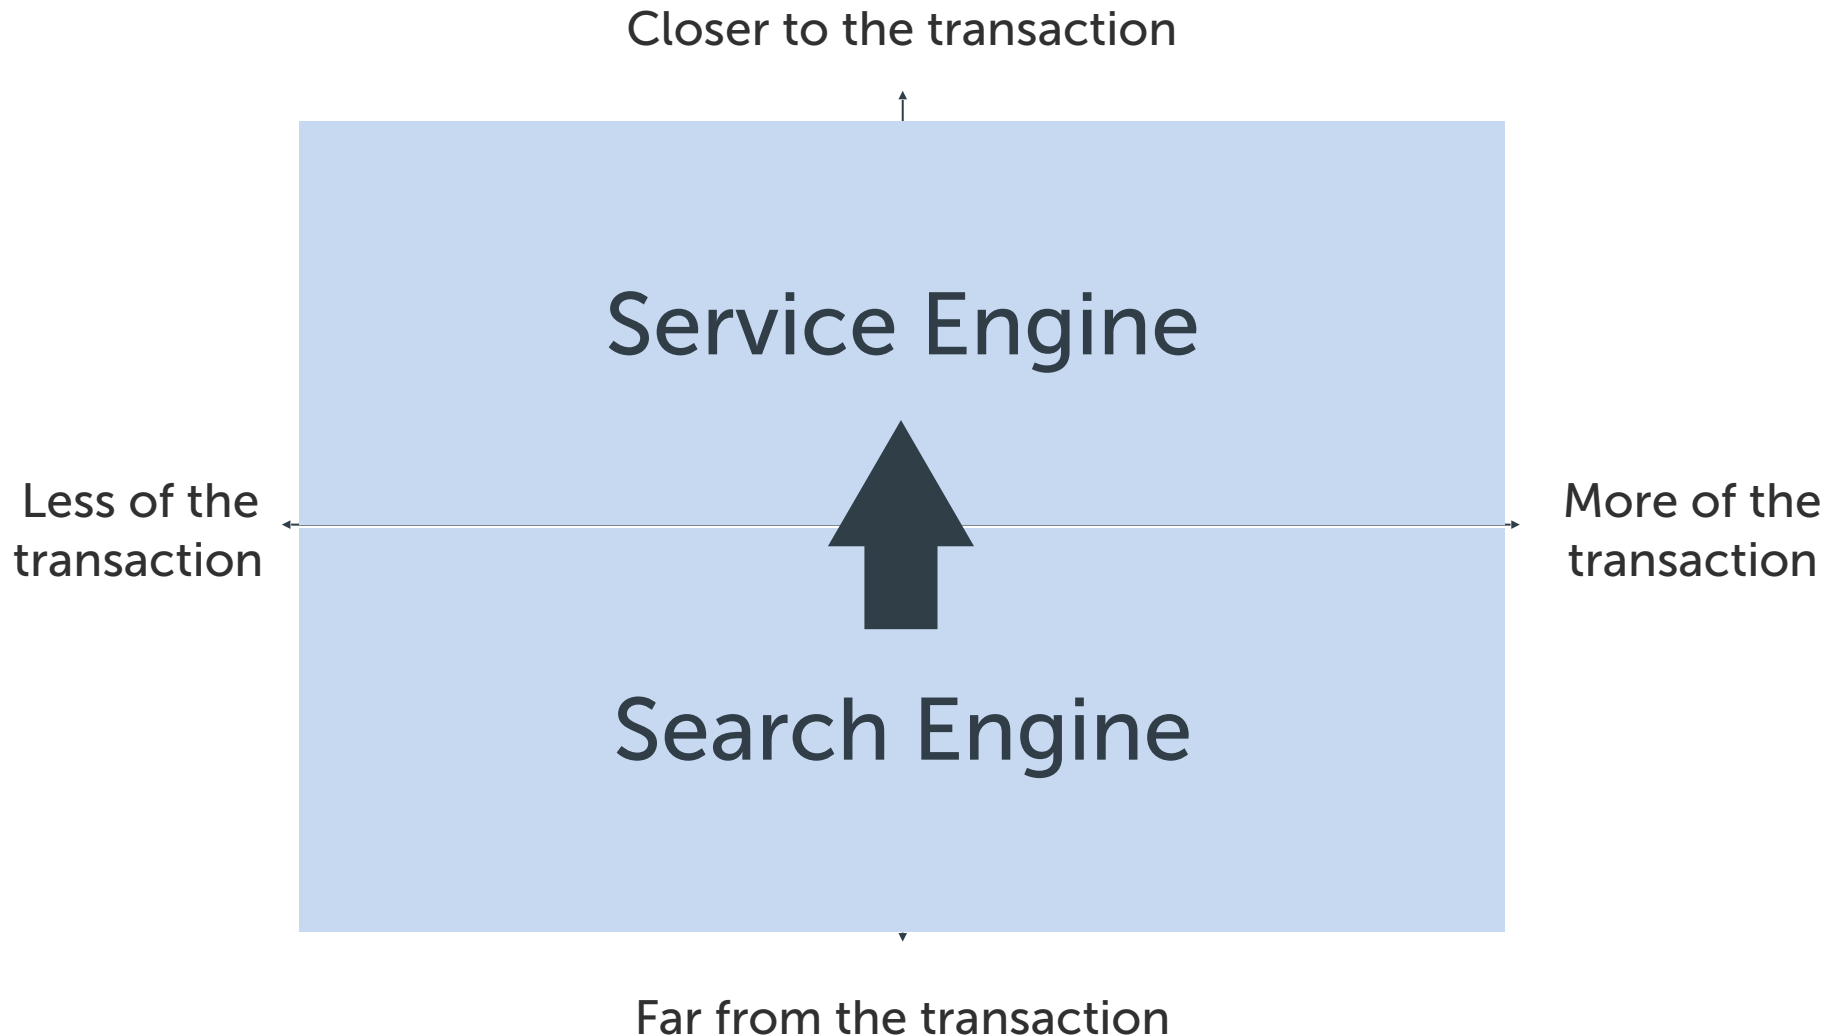 Closer to the transaction
Service Engine
Less of the
transaction
More of the
transaction
Search Engine
Far from the transaction